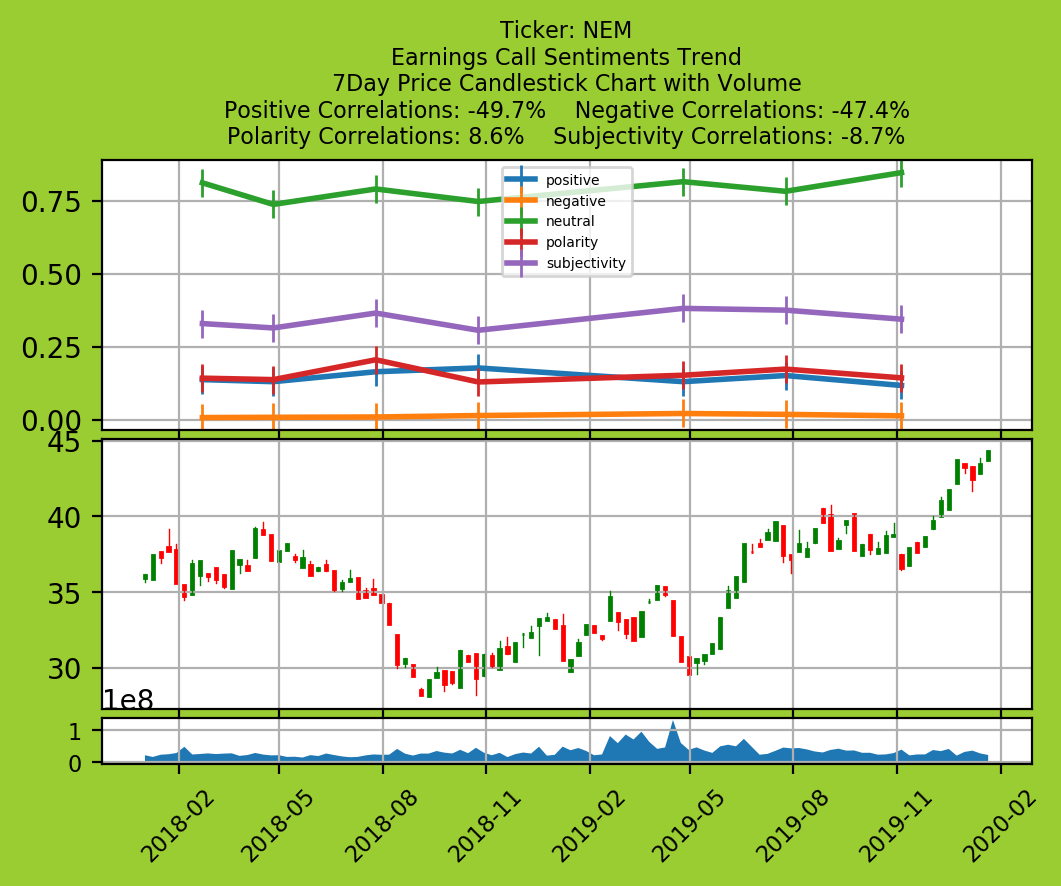 Ticker: NEM
Earnings Call Sentiments Trend
7Day Price Candlestick Chart with Volume
Positive Correlations: -49.7%    Negative Correlations: -47.4%
Polarity Correlations: 8.6%    Subjectivity Correlations: -8.7%
positive
negative
neutral
polarity
subjectivity
0.75
0.50
0.25
0.00
45
40
35
30
1e8
1
0
2018-02
2018-05
2018-08
2018-11
2019-02
2019-05
2019-08
2019-11
2020-02